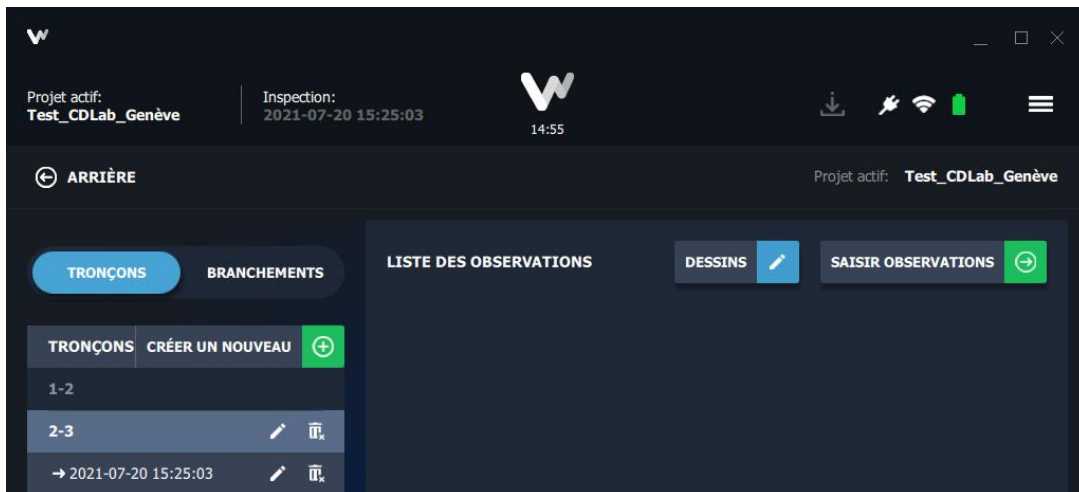 Projet actif:
Test_CDLab_Genève
Inspection:
2021-07-20 15:25:03
14:55
ARRIÈRE
Projet actif: Test_CDLab_Genève
TRONÇONS BRANCHEMENTS
LISTE DES OBSERVATIONS
DESSINS
SAISIR OBSERVATIONS
TRONÇONS CRÉER UN NOUVEAU
1-2
2-3
→ 2021-07-20 15:25:03